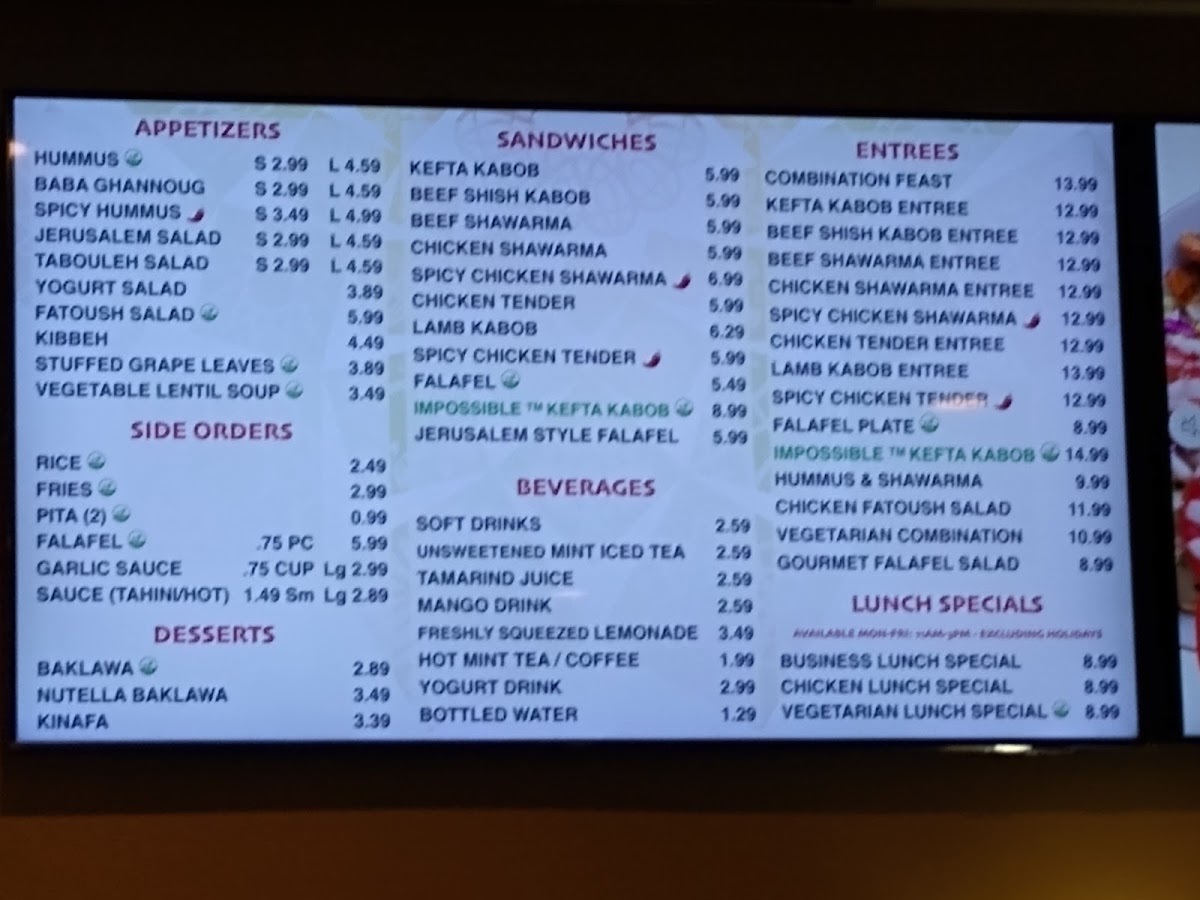 APPETIZERS
HUMMUS S 2.99 L 4.59
BABA GHANNOUG S 2.99 L 4.59
SPICY HUMMUS S 3.49 L 4.99
JERUSALEM SALAD S 2.99 L 4.59
TABOULEH SALAD S 2.99 L 4.59
YOGURT SALAD 3.89
FATOUSH SALAD 5.99
KIBBEH 4.49
STUFFED GRAPE LEAVES 3.89
VEGETABLE LENTIL SOUP 3.49
SIDE ORDERS
RICE 2.49
FRIES 2.99
PITA (2) 0.99
FALAFEL .75 PC 5.99
GARLIC SAUCE .75 CUP Lg 2.99
SAUCE (TAHINI/HOT) 1.49 Sm Lg 2.89
DESSERTS
BAKLAWA 2.89
NUTELLA BAKLAWA 3.49
KINAFA 3.39
SANDWICHES
KEFTA KABOB 5.99
BEEF SHISH KABOB 5.99
BEEF SHAWARMA 5.99
CHICKEN SHAWARMA 5.99
SPICY CHICKEN SHAWARMA 6.99
CHICKEN TENDER 5.99
LAMB KABOB 6.29
SPICY CHICKEN TENDER 5.99
FALAFEL 5.49
IMPOSSIBLE ™ KEFTA KABOB 8.99
JERUSALEM STYLE FALAFEL 5.99
BEVERAGES
SOFT DRINKS 2.59
UNSWEETENED MINT ICED TEA 2.59
TAMARIND JUICE 2.59
MANGO DRINK 2.59
FRESHLY SQUEEZED LEMONADE 3.49
HOT MINT TEA / COFFEE 1.99
YOGURT DRINK 2.99
BOTTLED WATER 1.29
ENTREES
COMBINATION FEAST 13.99
KEFTA KABOB ENTREE 12.99
BEEF SHISH KABOB ENTREE 12.99
BEEF SHAWARMA ENTREE 12.99
CHICKEN SHAWARMA ENTREE 12.99
SPICY CHICKEN SHAWARMA 12.99
CHICKEN TENDER ENTREE 12.99
LAMB KABOB ENTREE 13.99
SPICY CHICKEN TENDER 12.99
FALAFEL PLATE 8.99
IMPOSSIBLE ™ KEFTA KABOB 14.99
HUMMUS & SHAWARMA 9.99
CHICKEN FATOUSH SALAD 11.99
VEGETARIAN COMBINATION 10.99
GOURMET FALAFEL SALAD 8.99
LUNCH SPECIALS
AVAILABLE MON-FRI: 11AM-3PM - EXCLUDING HOLIDAYS
BUSINESS LUNCH SPECIAL 8.99
CHICKEN LUNCH SPECIAL 8.99
VEGETARIAN LUNCH SPECIAL 8.99